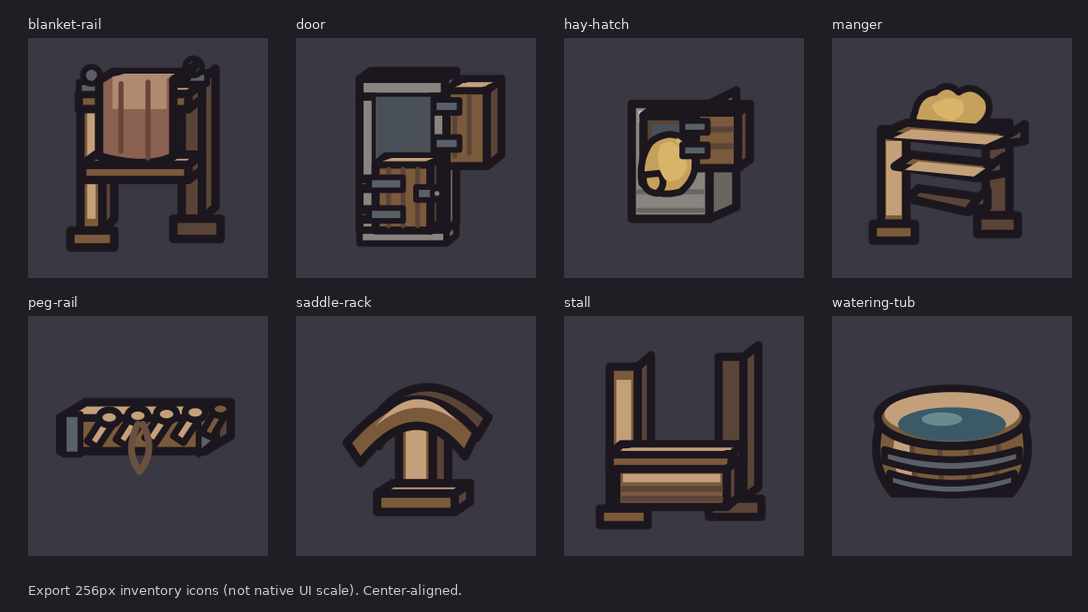 blanket-rail
door
hay-hatch
manger
peg-rail
saddle-rack
stall
watering-tub
Export 256px inventory icons (not native UI scale). Center-aligned.